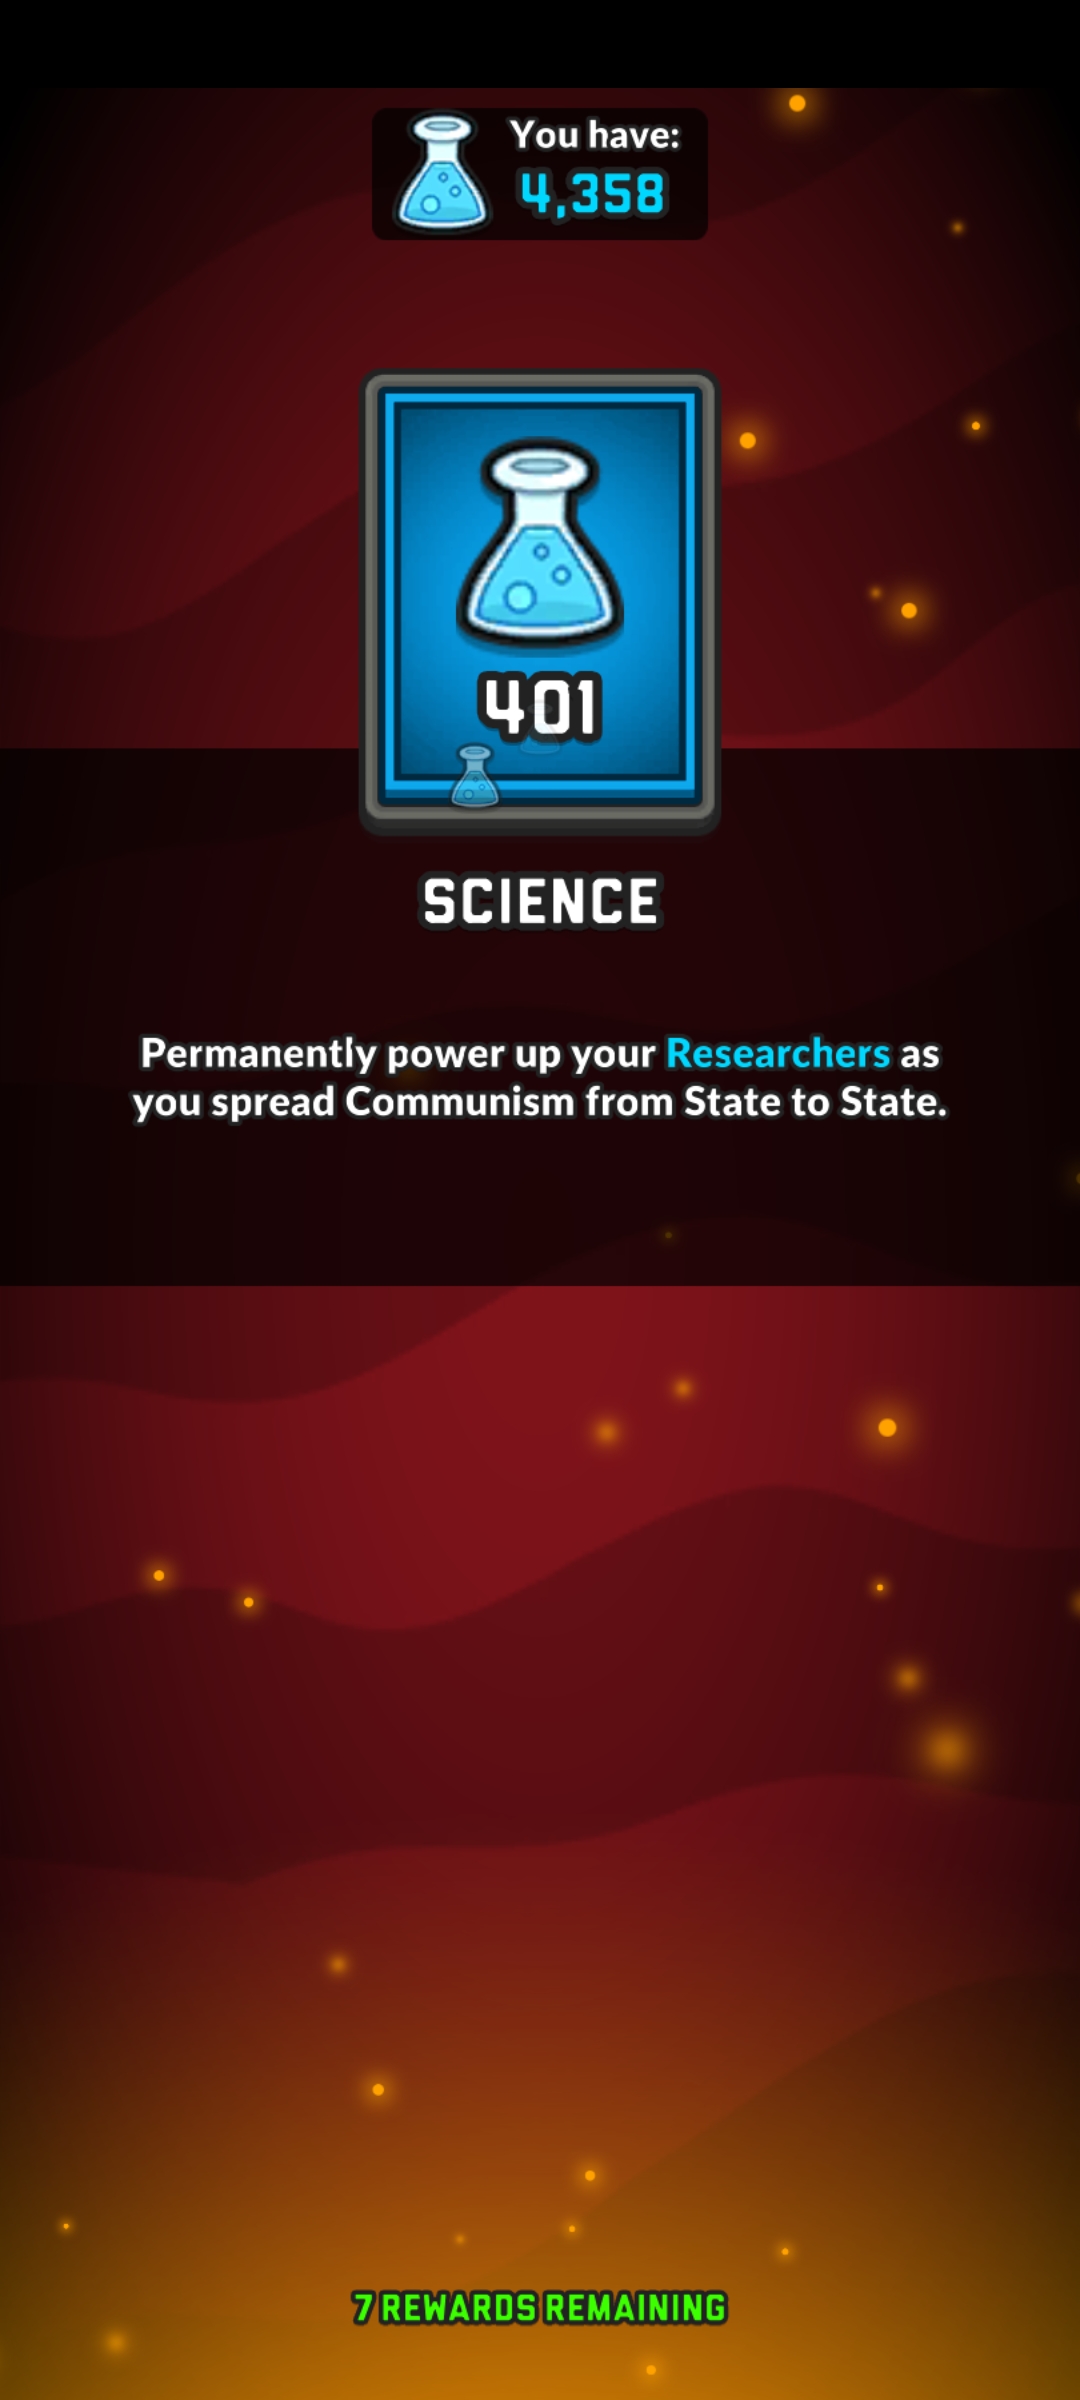 You have:
4,358
401
SCIENCE
Permanently power up your Researchers as
you spread Communism from State to State.
7 REWARDS REMAINING